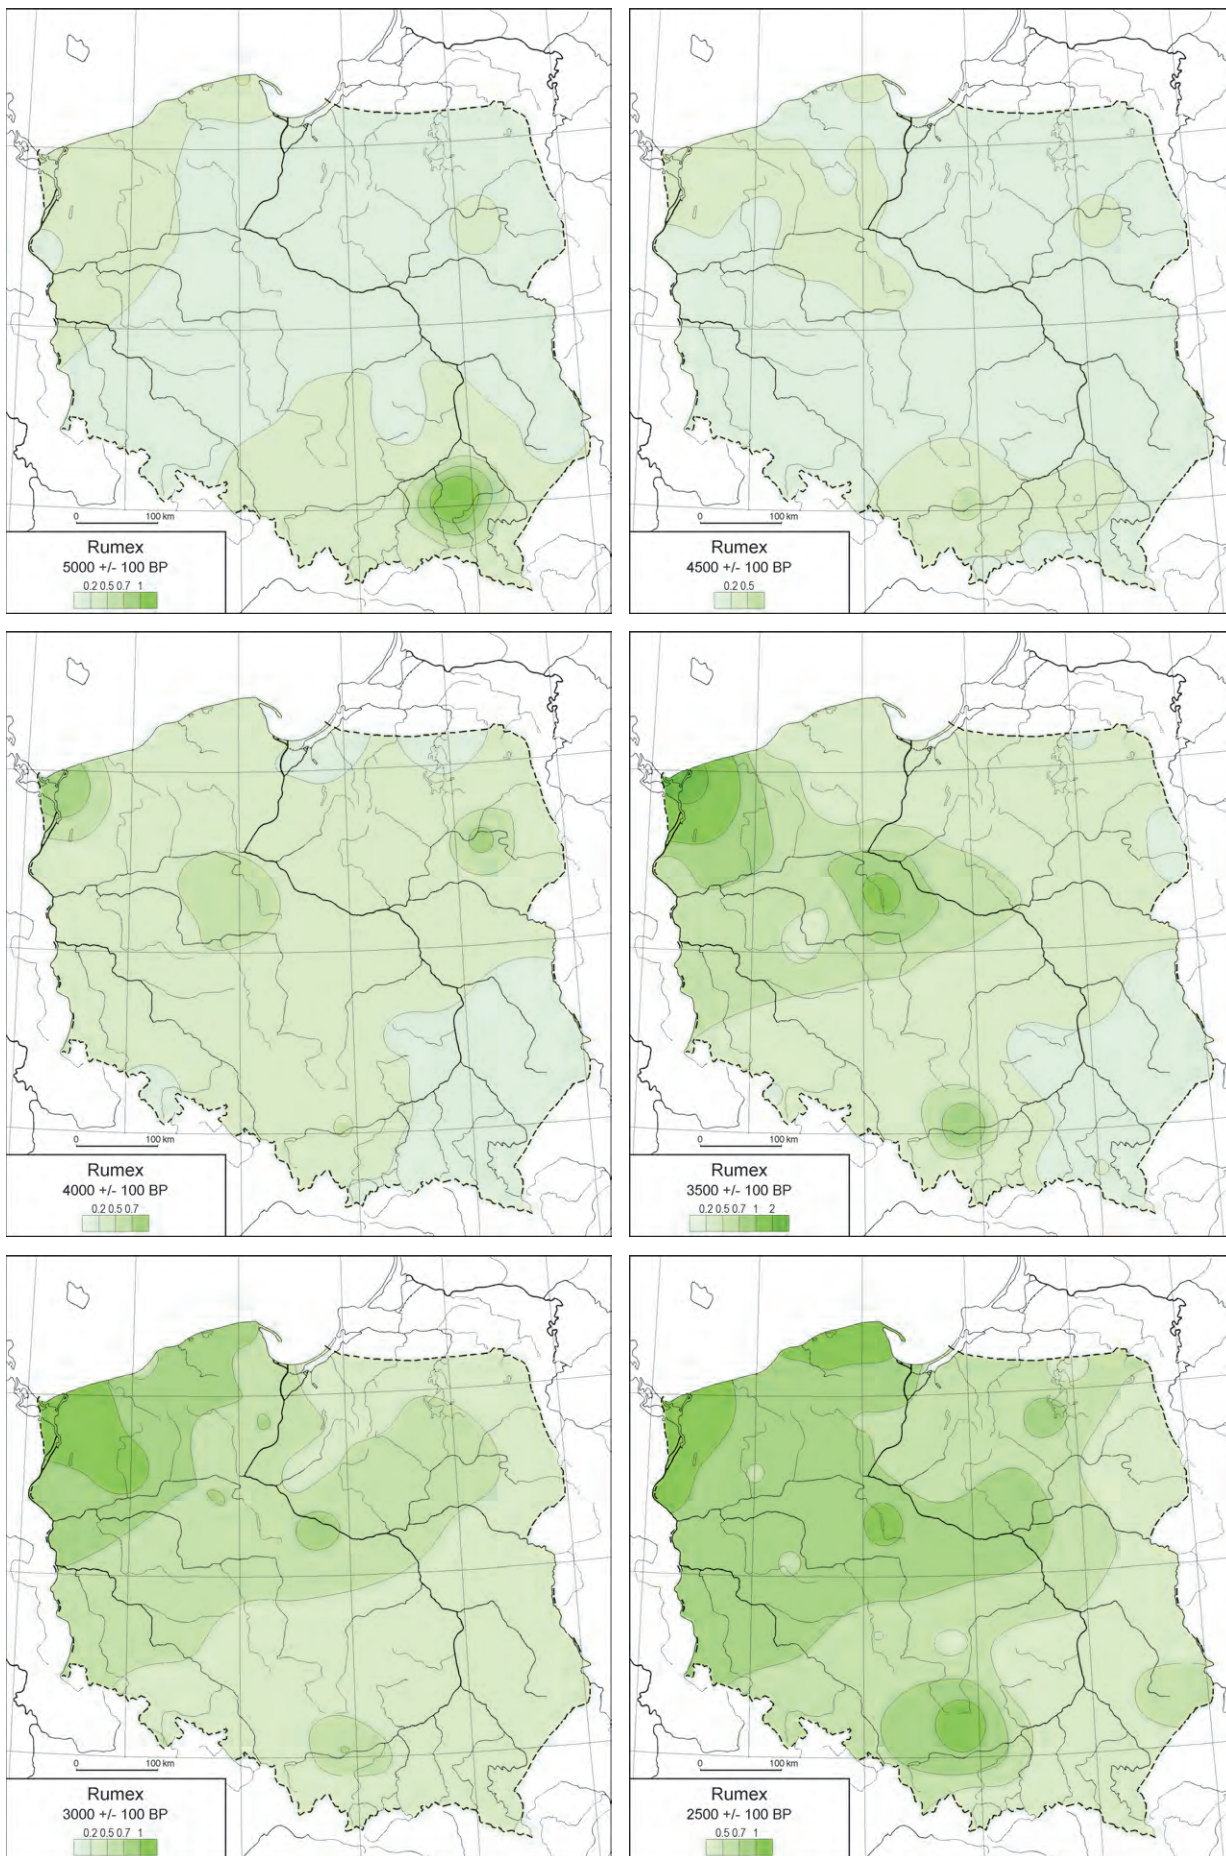 0 100 km
Rumex
5000 +/- 100 BP
0.2 0.5 0.7 1
0 100 km
Rumex
4500 +/- 100 BP
0.2 0.5
0 100 km
Rumex
4000 +/- 100 BP
0.2 0.5 0.7
0 100 km
Rumex
3500 +/- 100 BP
0.2 0.5 0.7 1 2
0 100 km
Rumex
3000 +/- 100 BP
0.2 0.5 0.7 1
0 100 km
Rumex
2500 +/- 100 BP
0.5 0.7 1